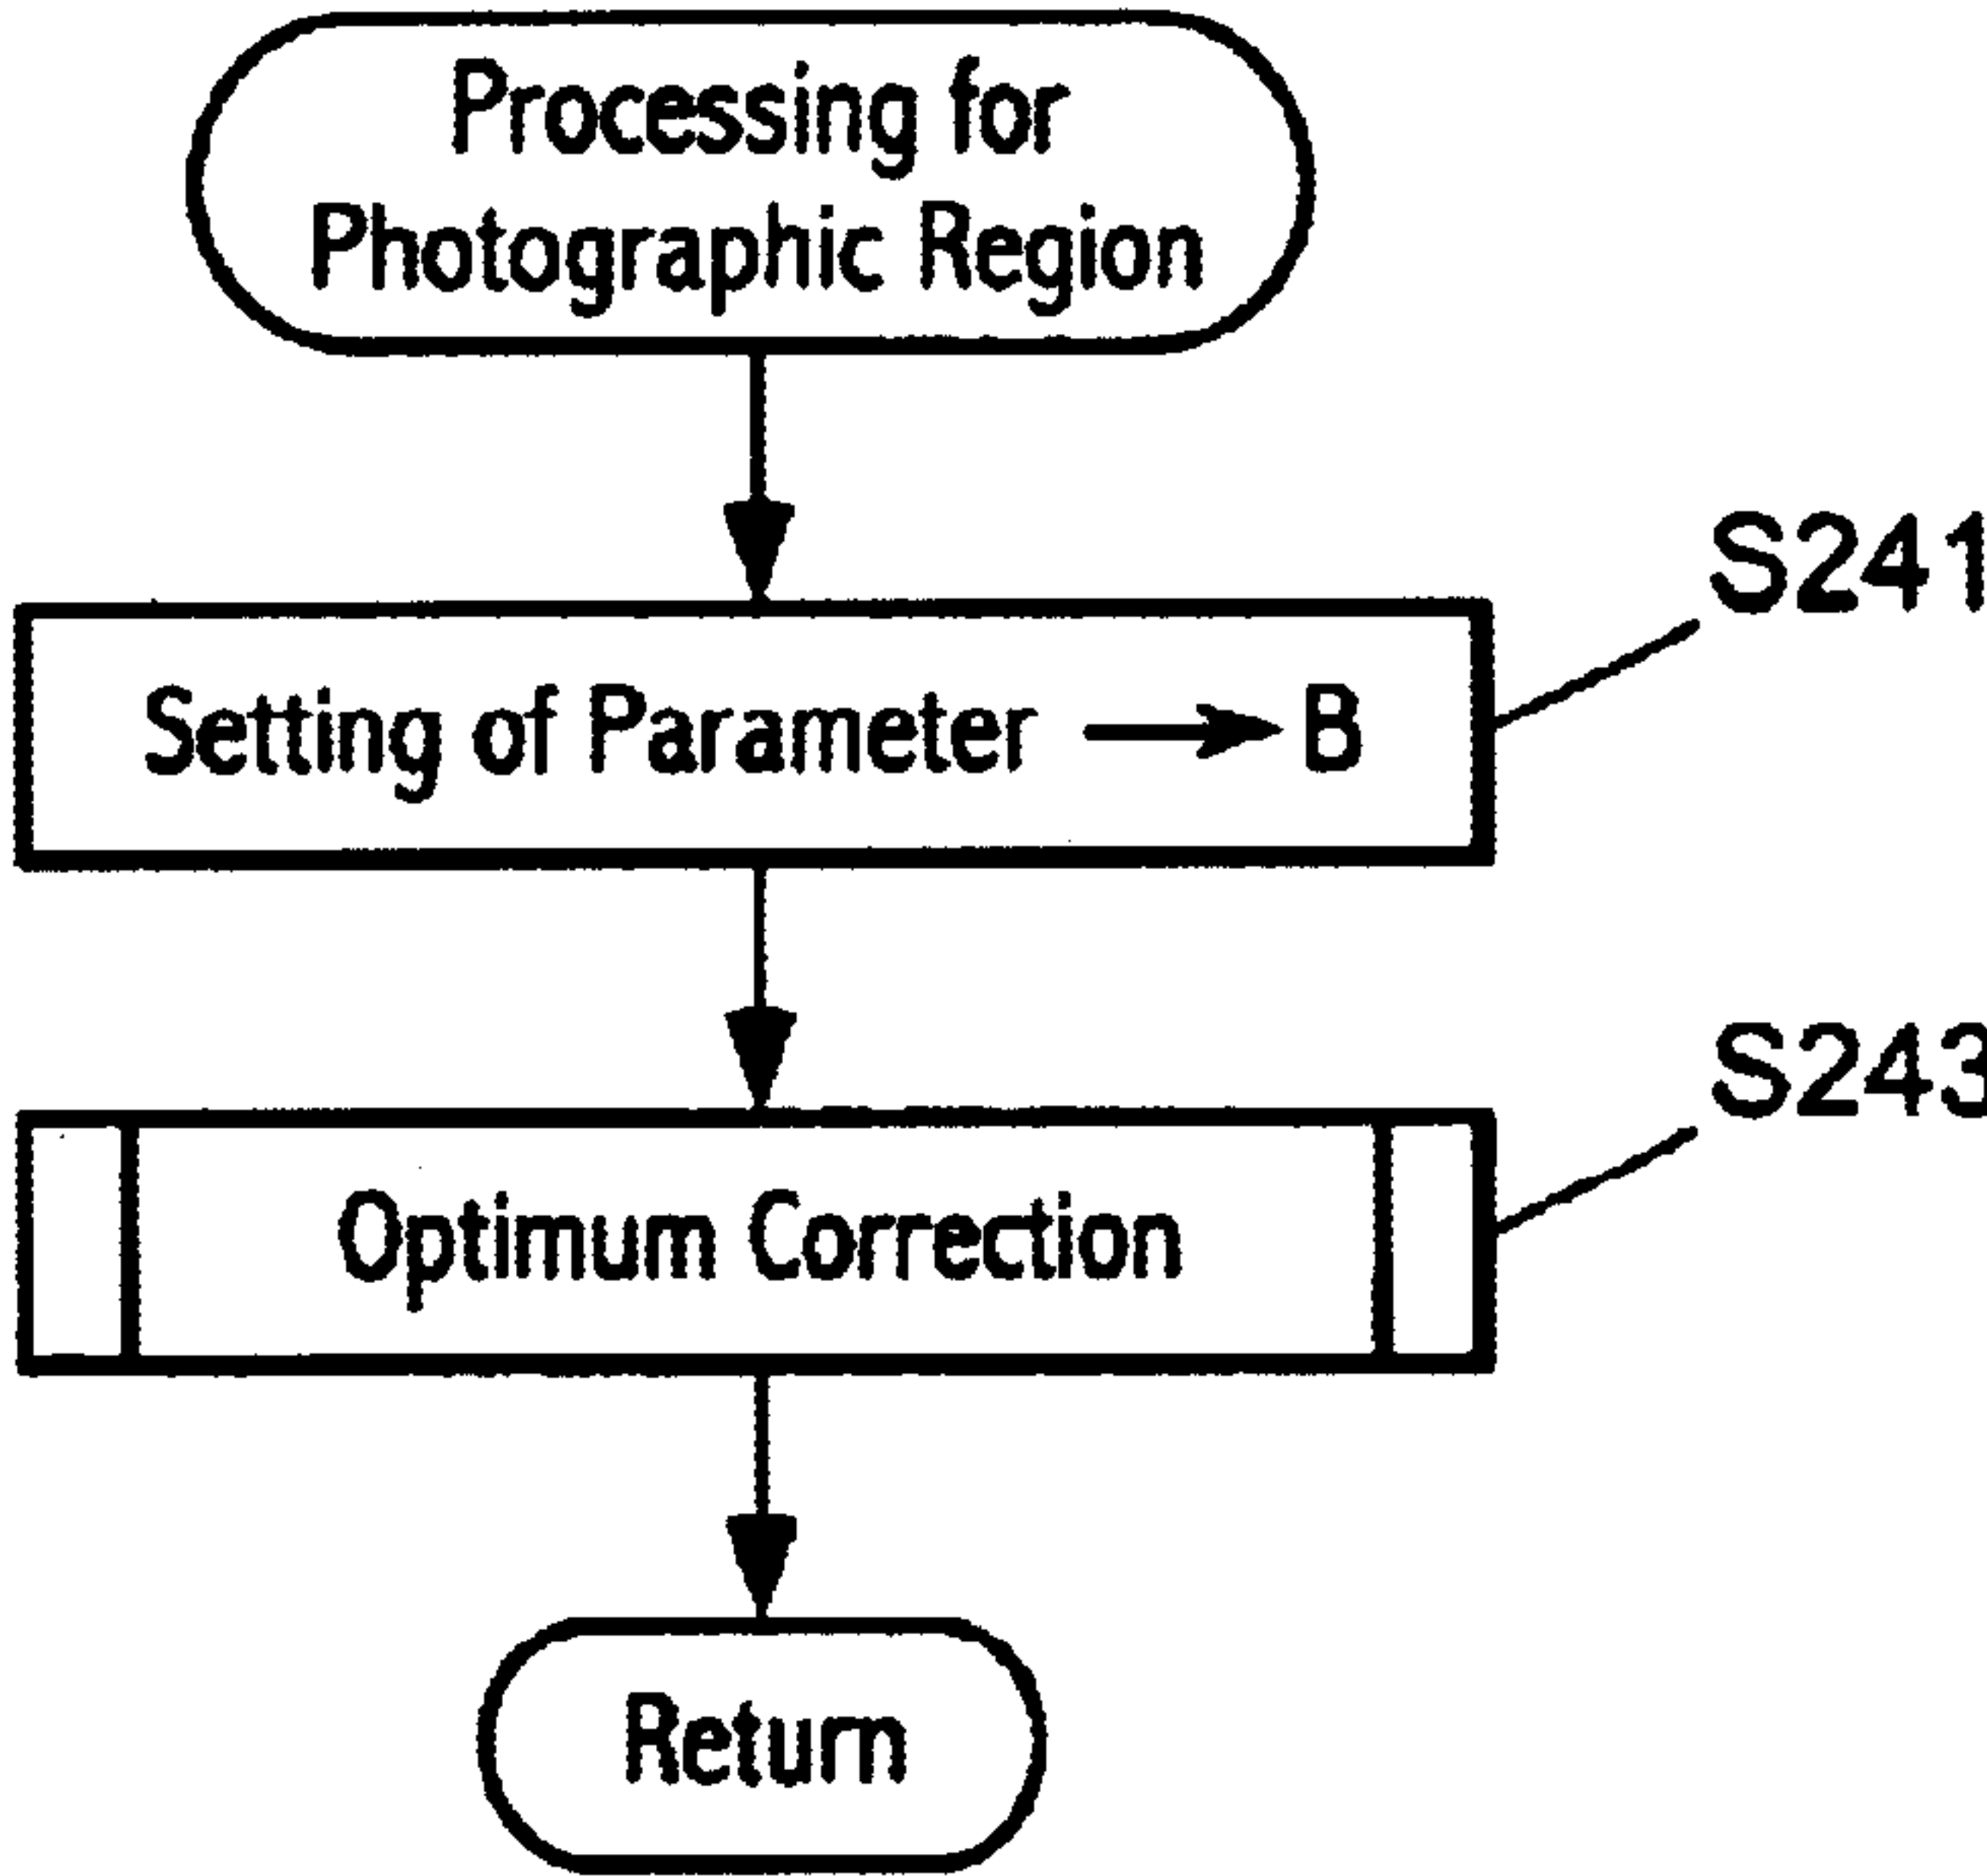 Processing for
Photographic Region
S241
Setting of Parameter → B
S243
Optimum Correction
Return